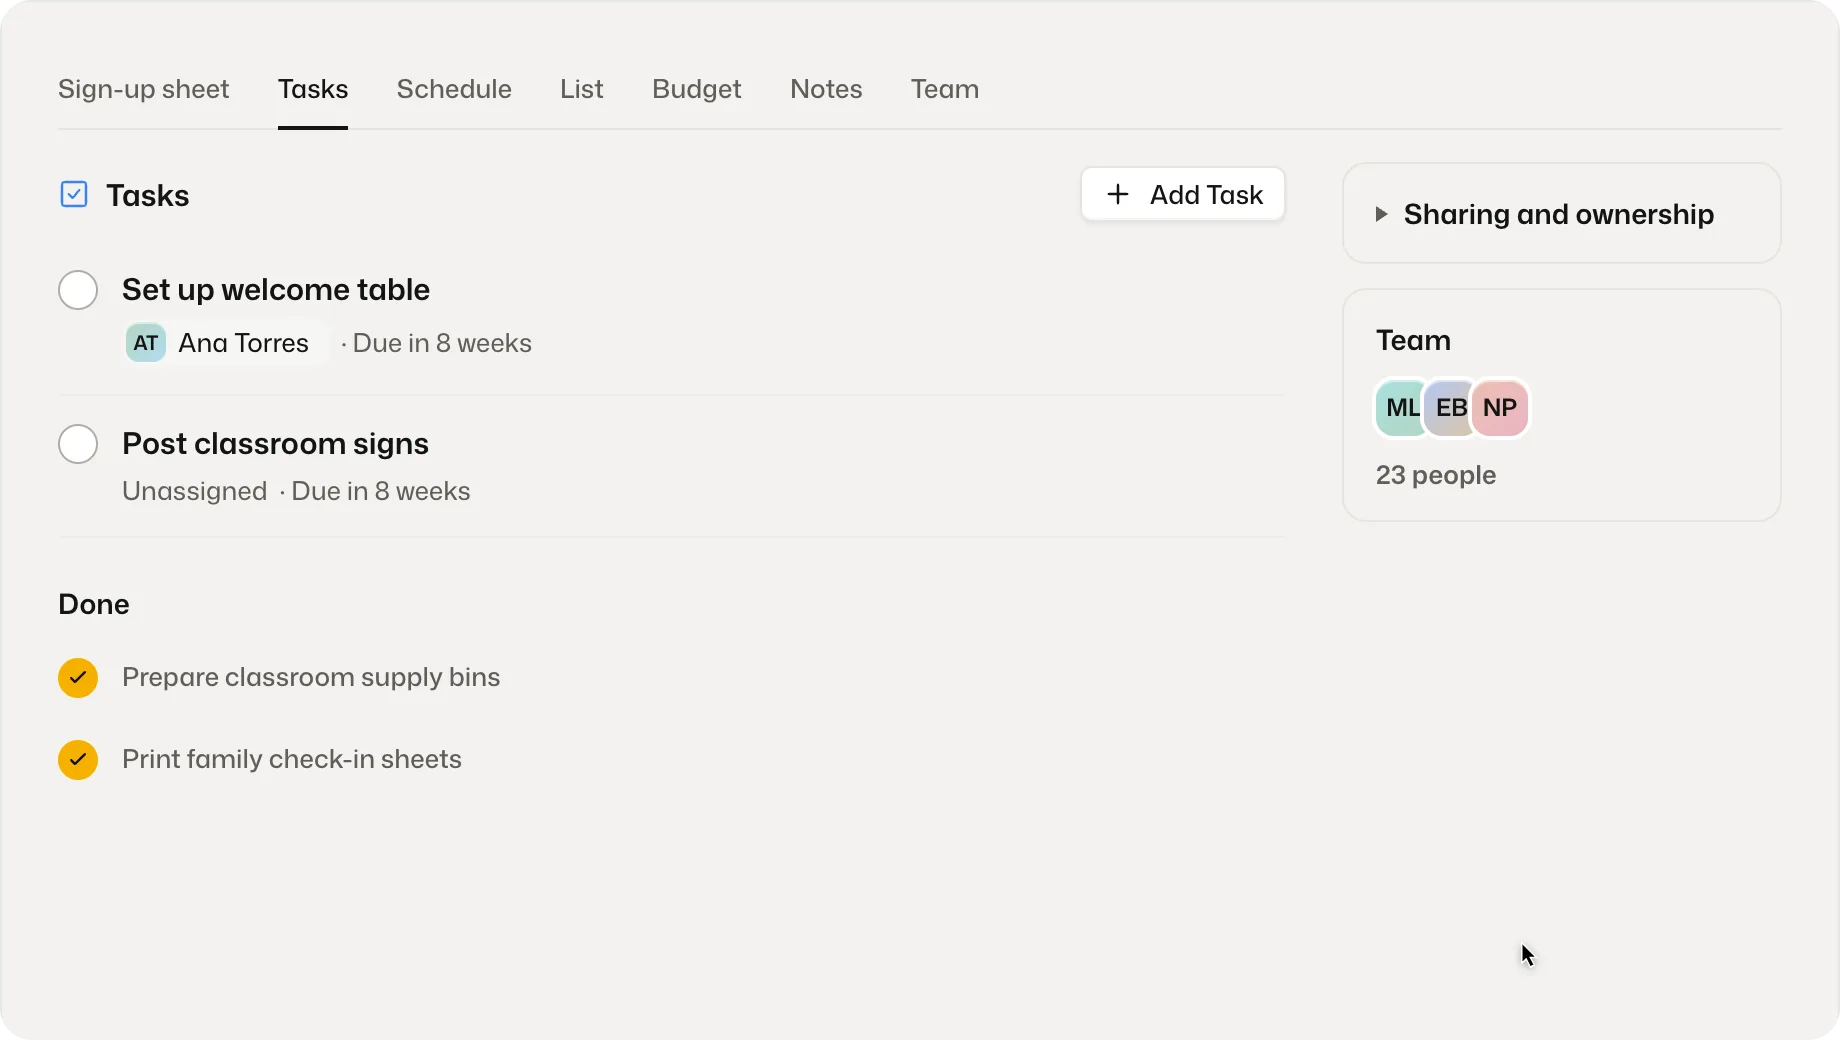 Sign-up sheet Tasks Schedule List Budget Notes Team
Tasks
Add Task
Set up welcome table
AT Ana Torres · Due in 8 weeks
Post classroom signs
Unassigned · Due in 8 weeks
Done
Prepare classroom supply bins
Print family check-in sheets
Sharing and ownership
Team
ML EB NP
23 people